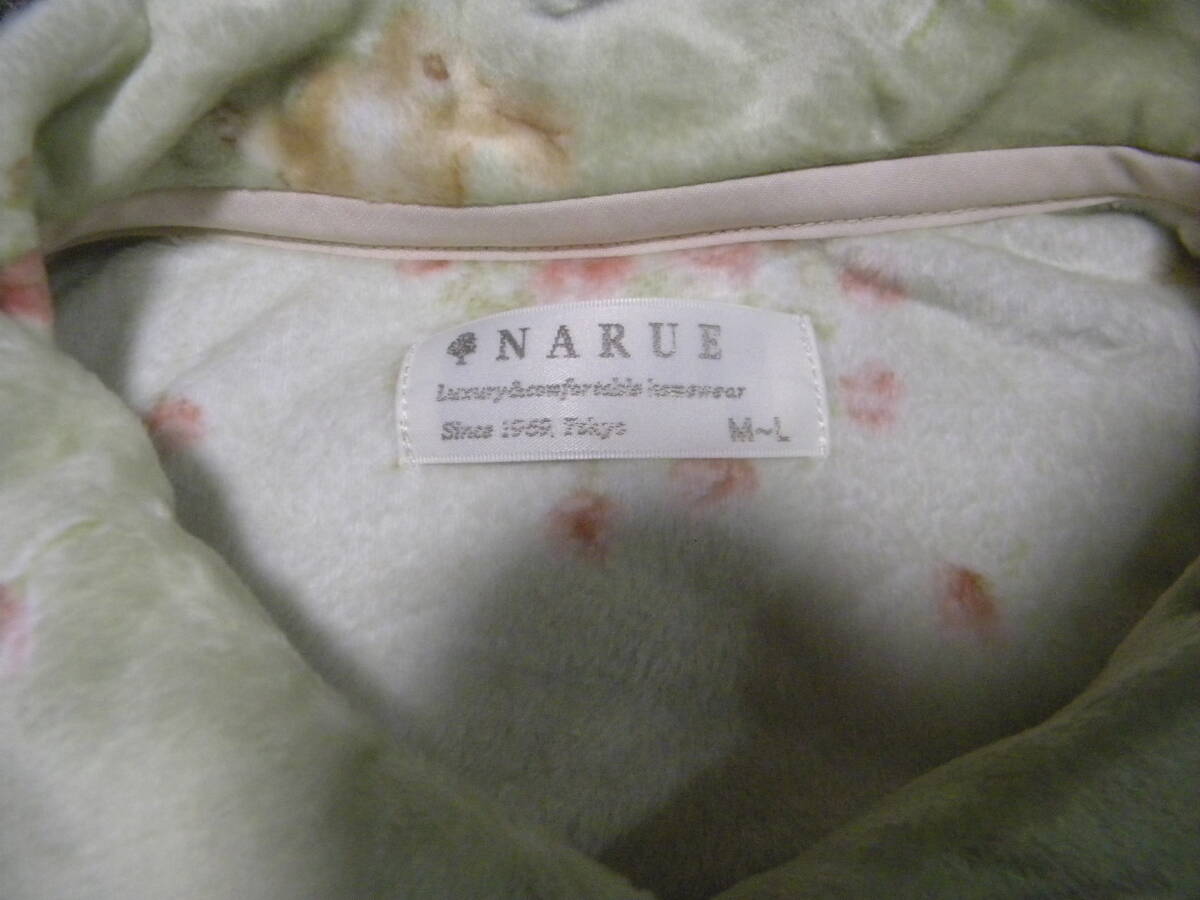 NARUE
Luxury&comfortable homewear
Since 1969, Tokyo M~L